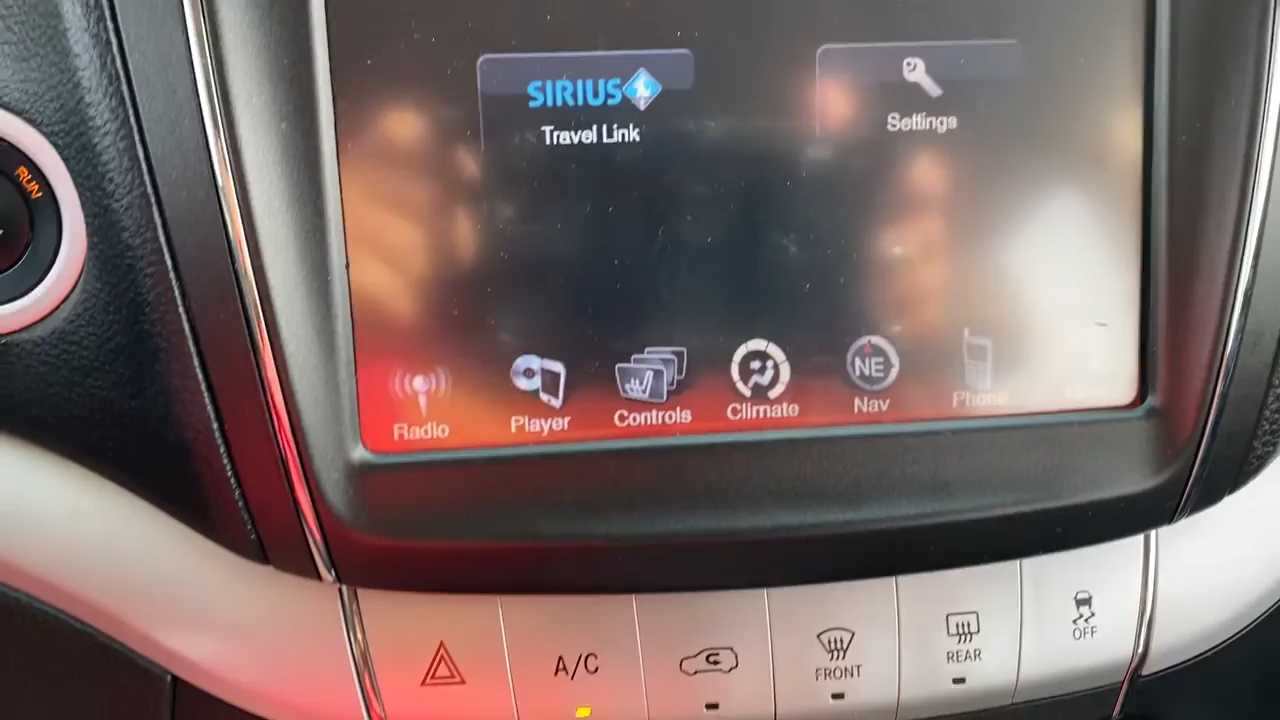 SIRIUS
Travel Link
Settings
RUN
Radio
Player
Controls
Climate
NE
Nav
Phone
A/C
FRONT
REAR
OFF